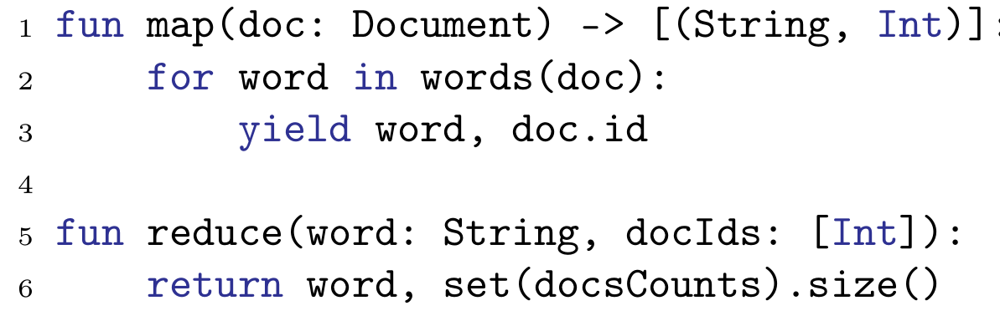 1 fun map(doc: Document) -> [(String, Int)]:
2     for word in words(doc):
3         yield word, doc.id
4
5 fun reduce(word: String, docIds: [Int]):
6     return word, set(docsCounts).size()